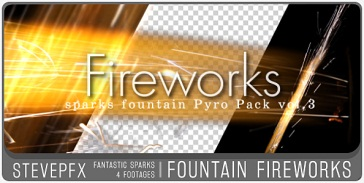 Fireworks
sparks fountain Pyro Pack vol,3
STEVEPFX
FANTASTIC SPARKS
4 FOOTAGES
FOUNTAIN FIREWORKS